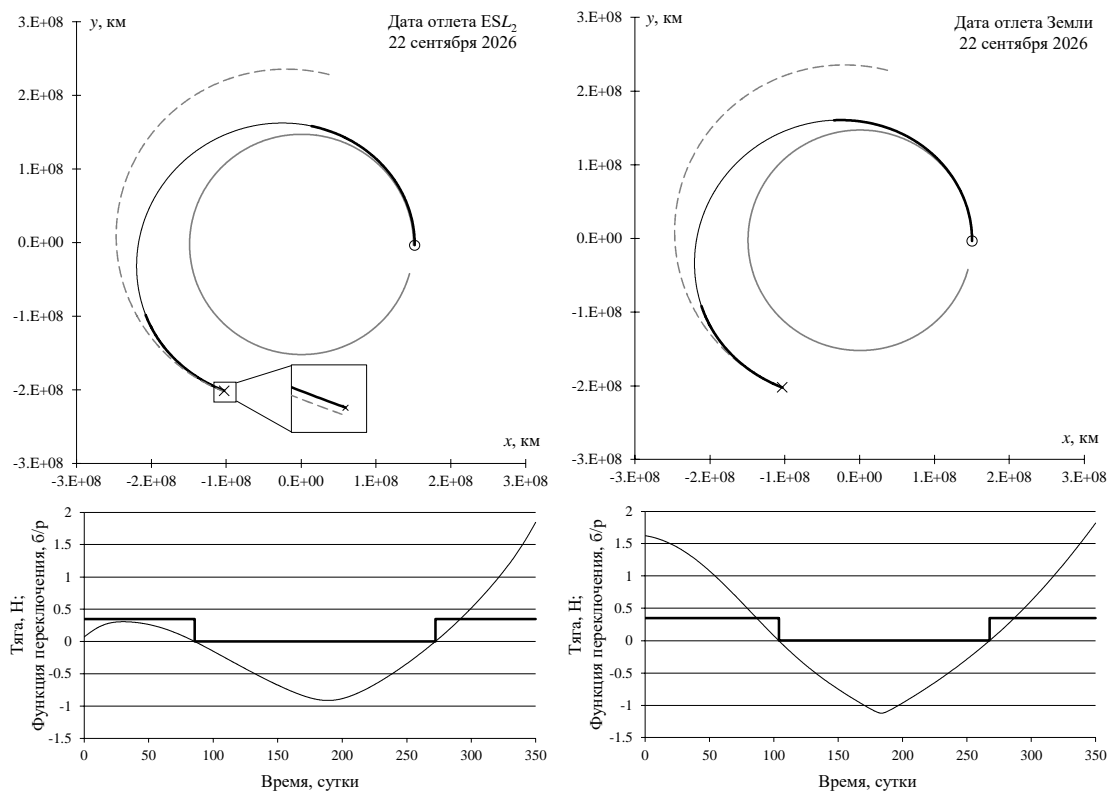 3.E+08
y, км
Дата отлета ESL2
22 сентября 2026
2.E+08
1.E+08
0.E+00
-1.E+08
-2.E+08
x, км
-3.E+08
-3.E+08 -2.E+08 -1.E+08 0.E+00 1.E+08 2.E+08 3.E+08
3.E+08
y, км
Дата отлета Земли
22 сентября 2026
2.E+08
1.E+08
0.E+00
-1.E+08
-2.E+08
x, км
-3.E+08
-3.E+08 -2.E+08 -1.E+08 0.E+00 1.E+08 2.E+08 3.E+08
Тяга, Н;
Функция переключения, б/р
2
1.5
1
0.5
0
-0.5
-1
-1.5
0 50 100 150 200 250 300 350
Время, сутки
Тяга, Н;
Функция переключения, б/р
2
1.5
1
0.5
0
-0.5
-1
-1.5
0 50 100 150 200 250 300 350
Время, сутки